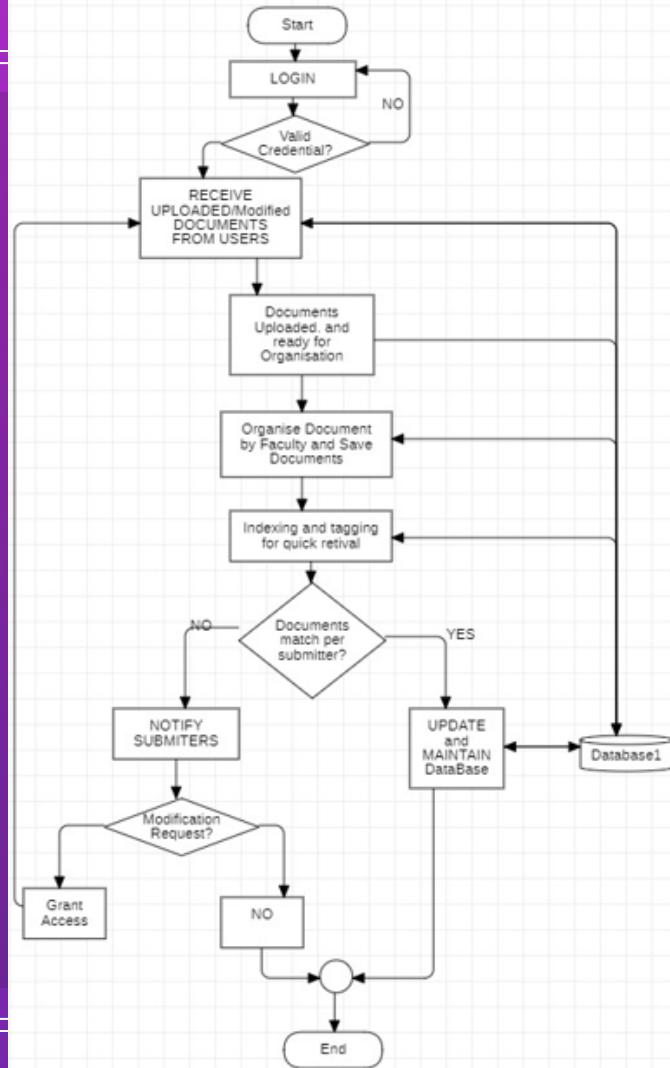 Start
LOGIN
NO
Valid
Credential?
RECEIVE
UPLOADED/Modified
DOCUMENTS
FROM USERS
Documents
Uploaded. and
ready for
Organisation
Organise Document
by Faculty and Save
Documents
Indexing and tagging
for quick retival
Documents
match per
submitter?
NO
YES
NOTIFY
SUBMITERS
UPDATE
and
MAINTAIN
DataBase
Database1
Modification
Request?
Grant
Access
NO
End